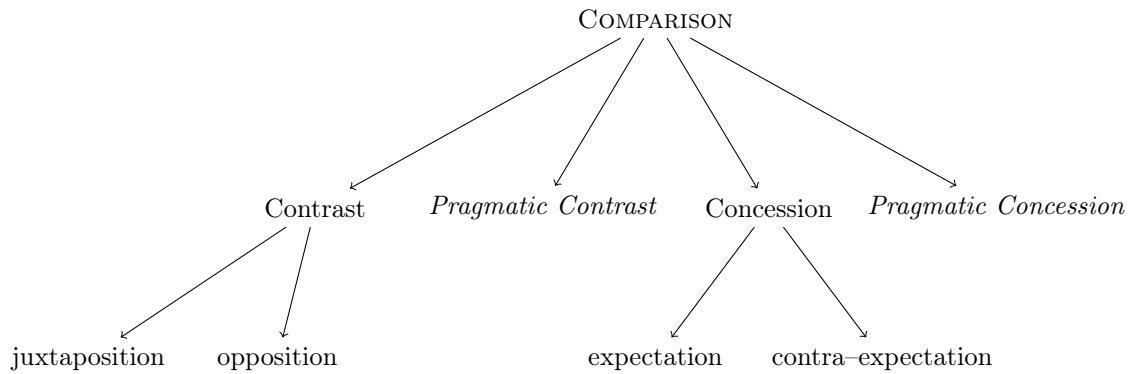 COMPARISON
Contrast Pragmatic Contrast Concession Pragmatic Concession
juxtaposition opposition expectation contra–expectation